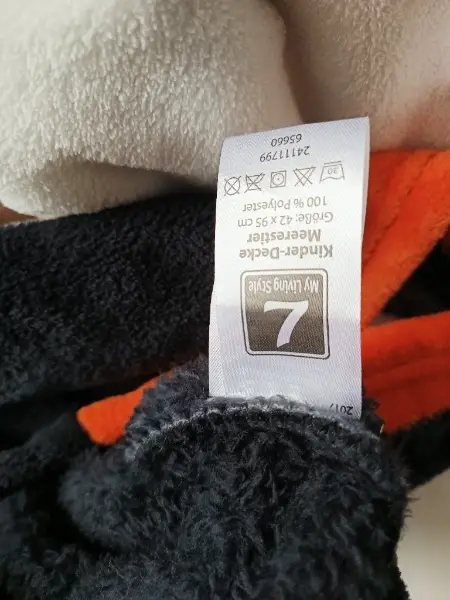 My Living Style
Kinder-Decke
Meerestier
Größe: 42 x 95 cm
100 % Polyester
30
24111799
65660